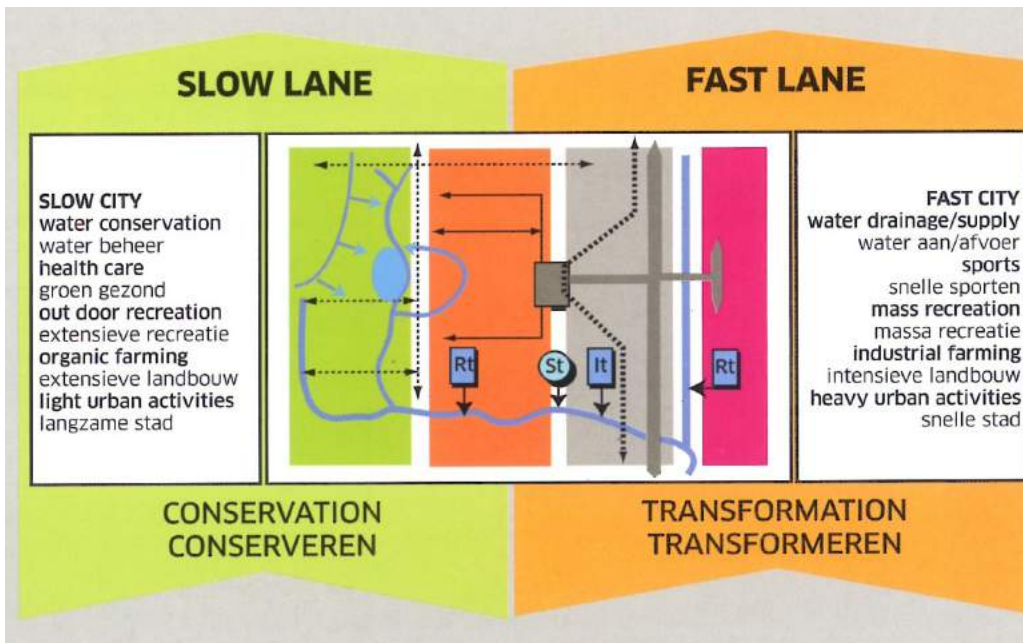 SLOW LANE
FAST LANE
SLOW CITY
water conservation
water beheer
health care
groen gezond
out door recreation
extensieve recreatie
organic farming
extensieve landbouw
light urban activities
langzame stad
Rt
St
It
Rt
FAST CITY
water drainage/supply
water aan/afvoer
sports
snelle sporten
mass recreation
massa recreatie
industrial farming
intensieve landbouw
heavy urban activities
snelle stad
CONSERVATION
CONSERVEREN
TRANSFORMATION
TRANSFORMEREN